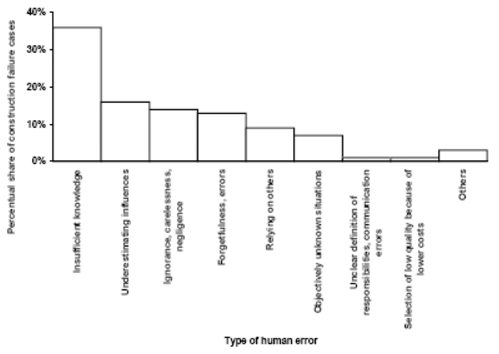 Percentual share of construction failure cases
40%
30%
20%
10%
0%
Insufficient knowledge
Underestimating influences
Ignorance, carelessness,
negligence
Forgetfulness, errors
Relying on others
Objectively unknown situations
Unclear definition of
responsibilities, communication
errors
Selection of low quality because of
lower costs
Others
Type of human error